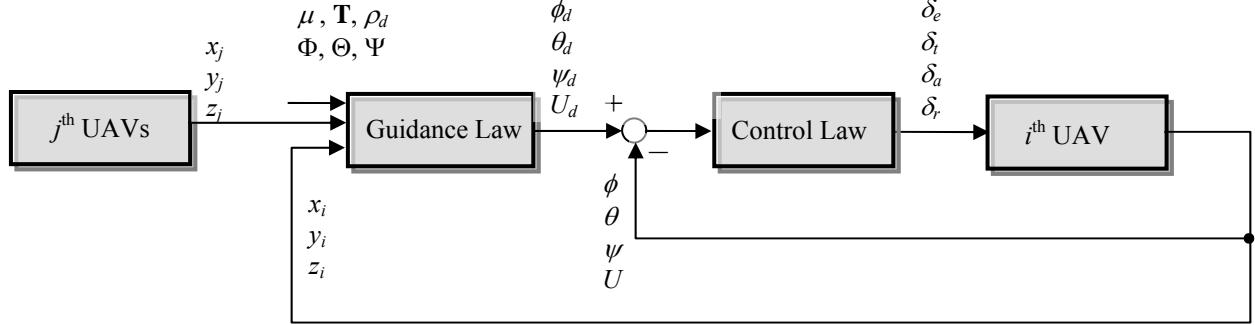 μ , T, ρd
Φ, Θ, Ψ
xj
yj
zj
ϕd
θd
ψd
Ud
δe
δt
δa
δr
jth UAVs
Guidance Law
+
−
Control Law
ith UAV
xi
yi
zi
ϕ
θ
ψ
U